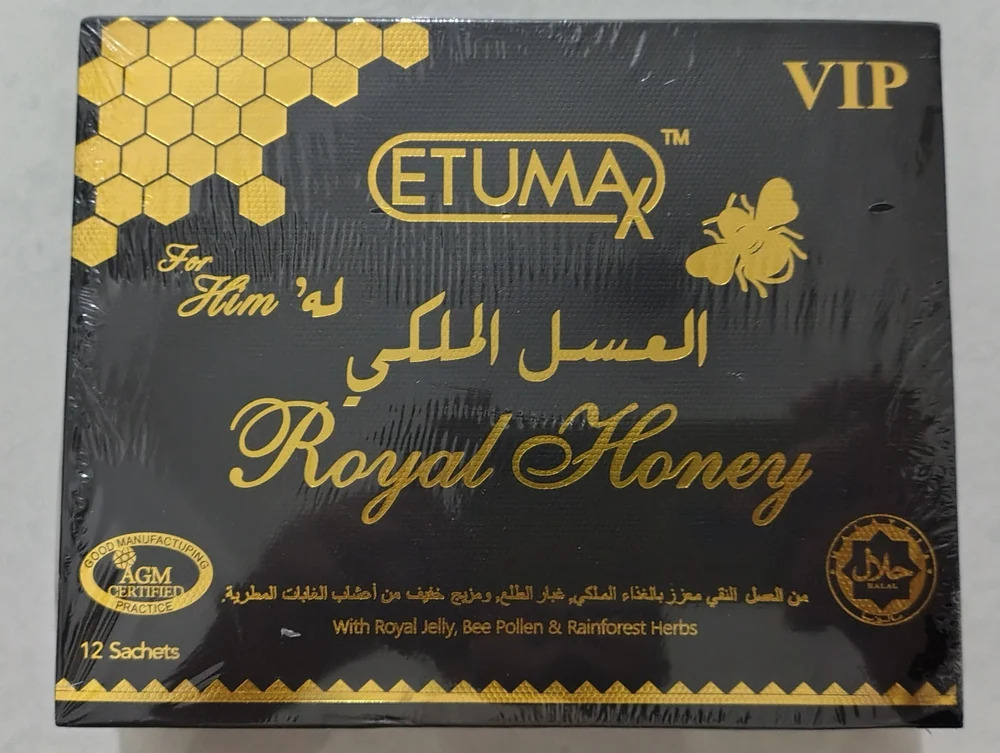 VIP
ETUMAX™
For
Him له'
العسل الملكي
Royal Honey
GOOD MANUFACTURING
AGM
CERTIFIED
PRACTICE
حلال
HALAL
من العسل النقي معزز بالغذاء الملكي, غبار الطلع, ومزيج خفيف من أعشاب الغابات المطرية.
With Royal Jelly, Bee Pollen & Rainforest Herbs
12 Sachets